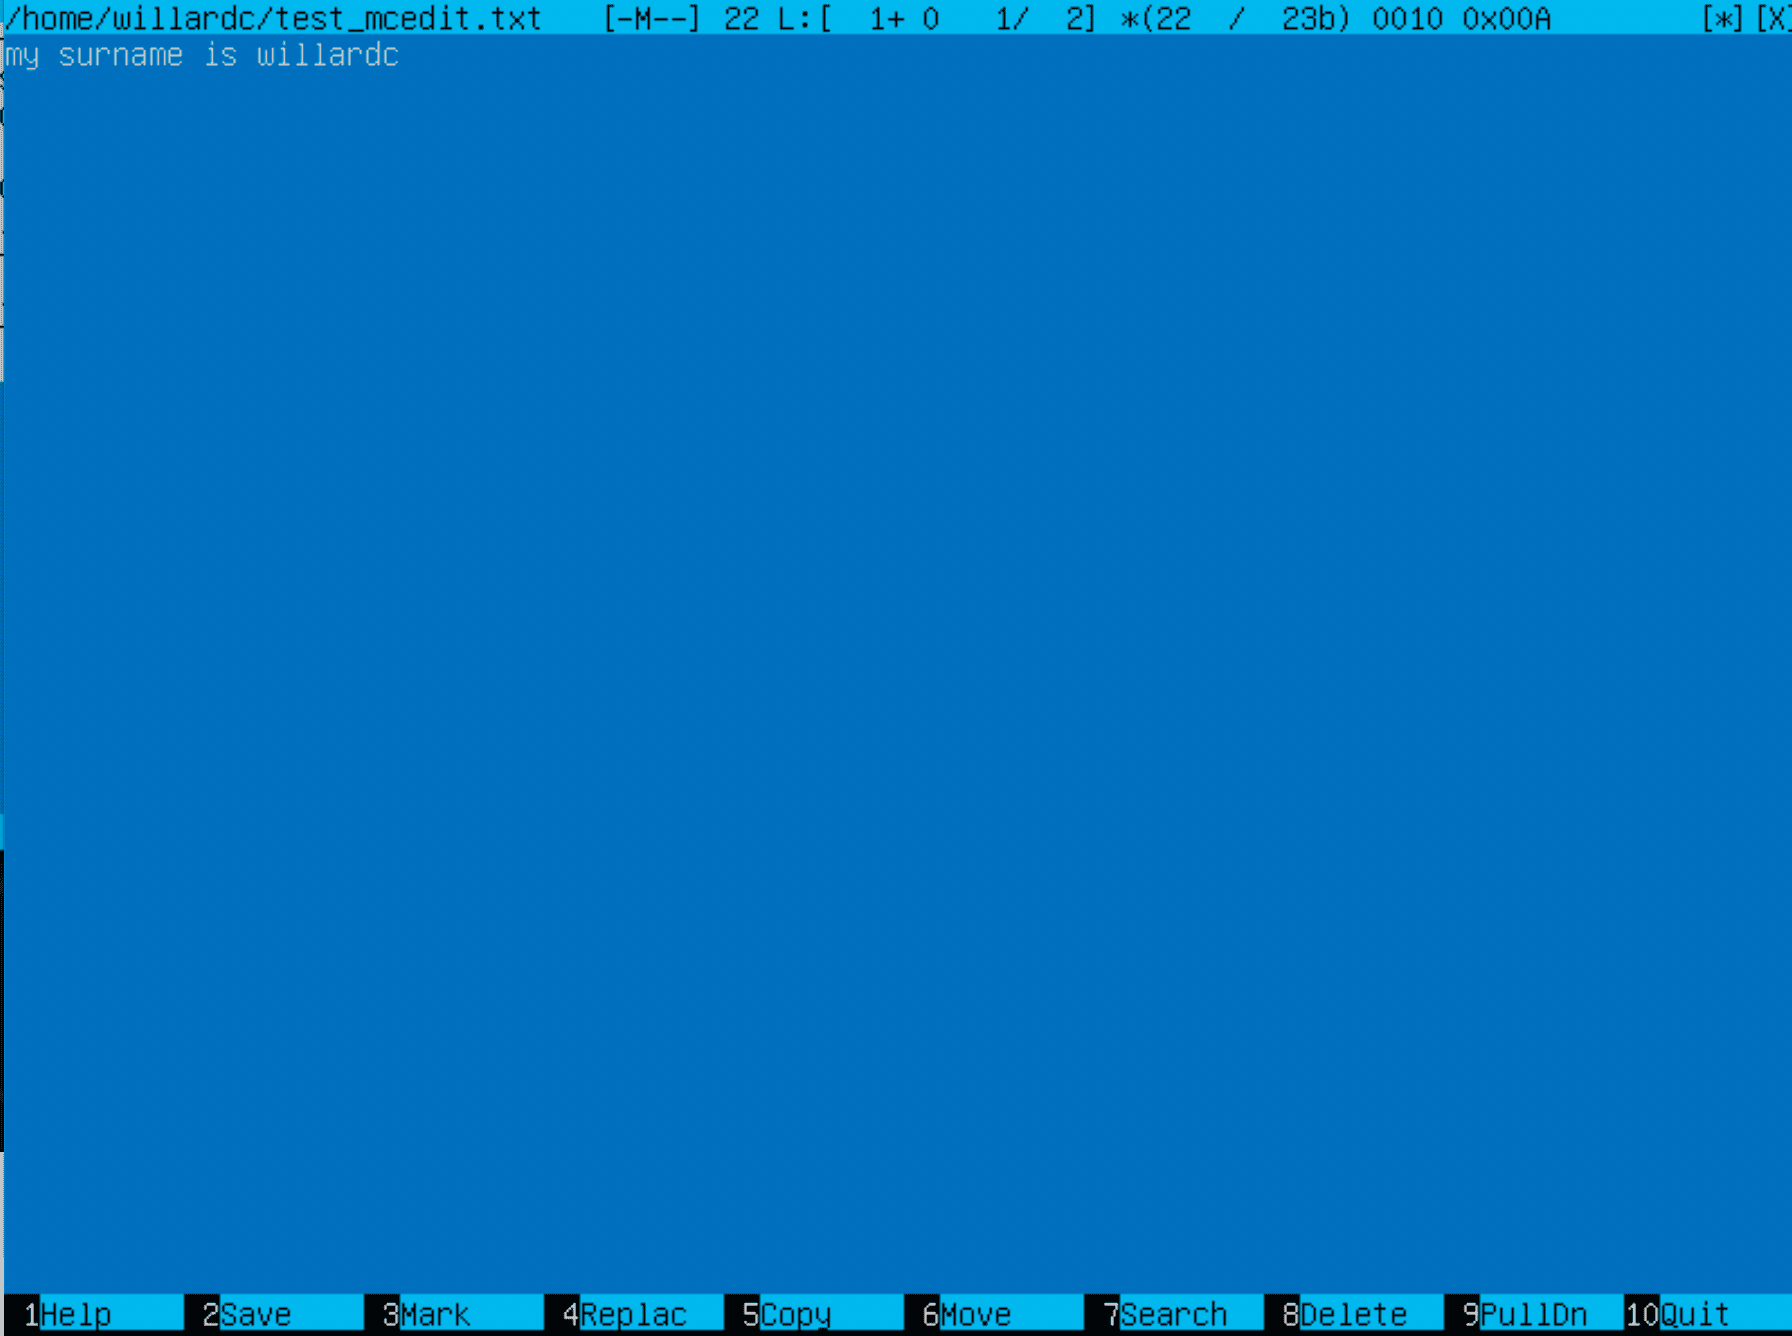 /home/willardc/test_mcedit.txt [-M--] 22 L:[ 1+ 0 1/ 2] *(22 / 23b) 0010 0x00A [*][X]
my surname is willardc
1Help 2Save 3Mark 4Replac 5Copy 6Move 7Search 8Delete 9PullDn 10Quit